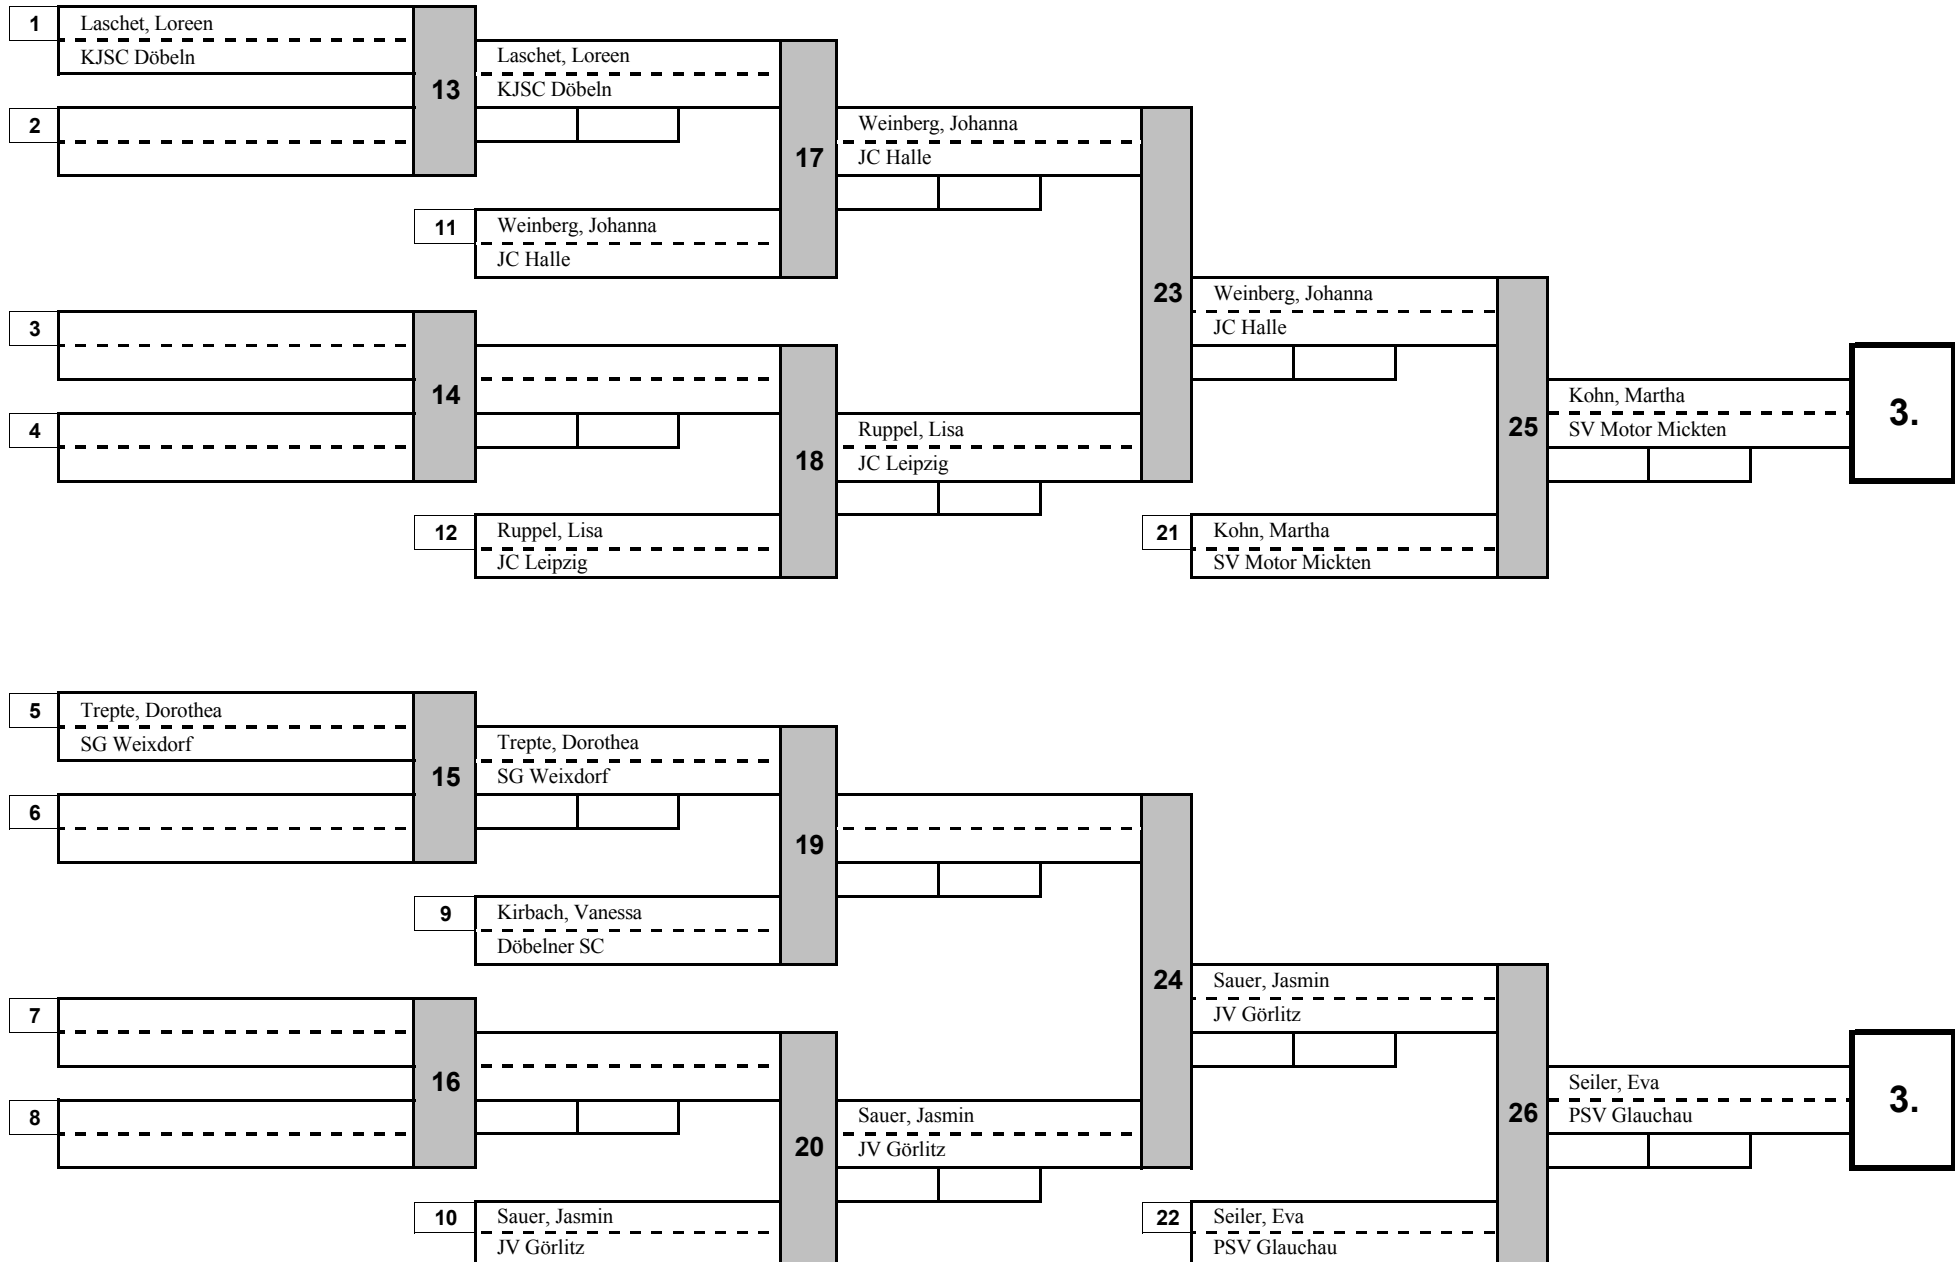 1 Laschet, Loreen
KJSC Döbeln
13
Laschet, Loreen
KJSC Döbeln
2
17
Weinberg, Johanna
JC Halle
11 Weinberg, Johanna
JC Halle
23
Weinberg, Johanna
JC Halle
3
14
4
18
Ruppel, Lisa
JC Leipzig
12 Ruppel, Lisa
JC Leipzig
25
Kohn, Martha
SV Motor Mickten
3.
21 Kohn, Martha
SV Motor Mickten
5 Trepte, Dorothea
SG Weixdorf
15
Trepte, Dorothea
SG Weixdorf
6
19
9 Kirbach, Vanessa
Döbelner SC
24
Sauer, Jasmin
JV Görlitz
7
16
8
20
Sauer, Jasmin
JV Görlitz
10 Sauer, Jasmin
JV Görlitz
26
Seiler, Eva
PSV Glauchau
3.
22 Seiler, Eva
PSV Glauchau